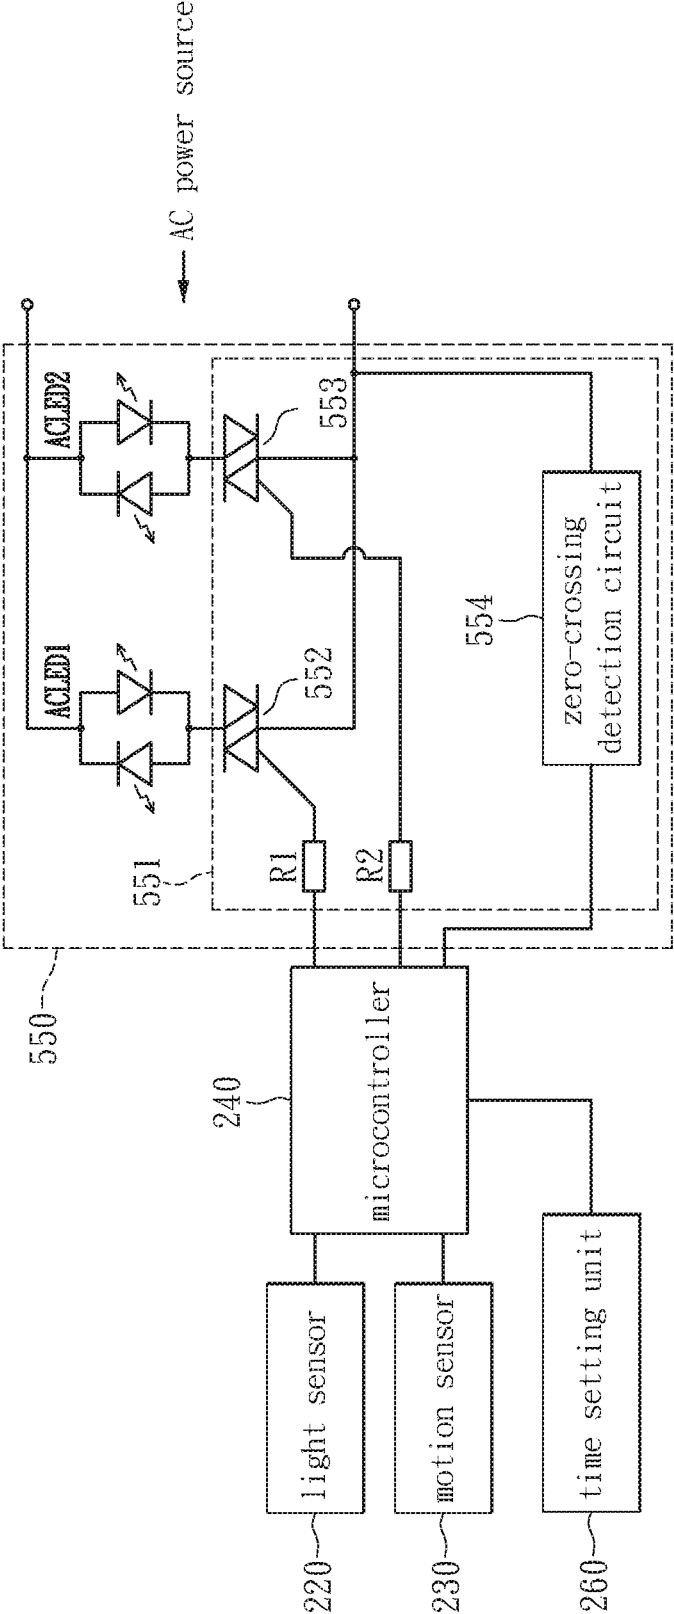 AC power source
ACLED1
ACLED2
551
552
553
550
R1
R2
240
microcontroller
554
zero-crossing
detection circuit
220
light sensor
230
motion sensor
260
time setting unit